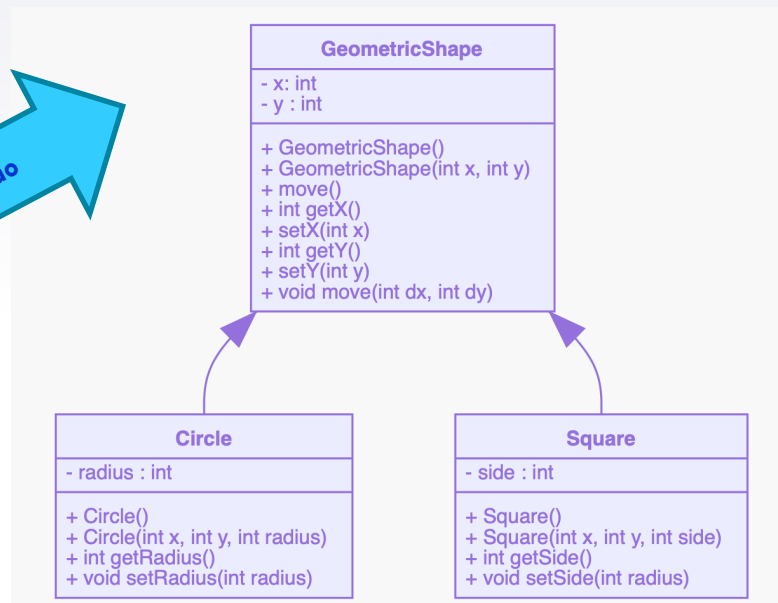 GeometricShape
- x: int
- y : int
+ GeometricShape()
+ GeometricShape(int x, int y)
+ move()
+ int getX()
+ setX(int x)
+ int getY()
+ setY(int y)
+ void move(int dx, int dy)
Circle
- radius : int
+ Circle()
+ Circle(int x, int y, int radius)
+ int getRadius()
+ void setRadius(int radius)
Square
- side : int
+ Square()
+ Square(int x, int y, int side)
+ int getSide()
+ void setSide(int radius)